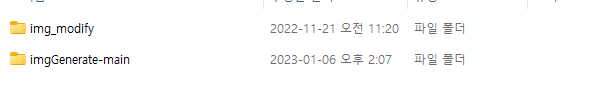 img_modify 2022-11-21 오전 11:20 파일 폴더
imgGenerate-main 2023-01-06 오후 2:07 파일 폴더